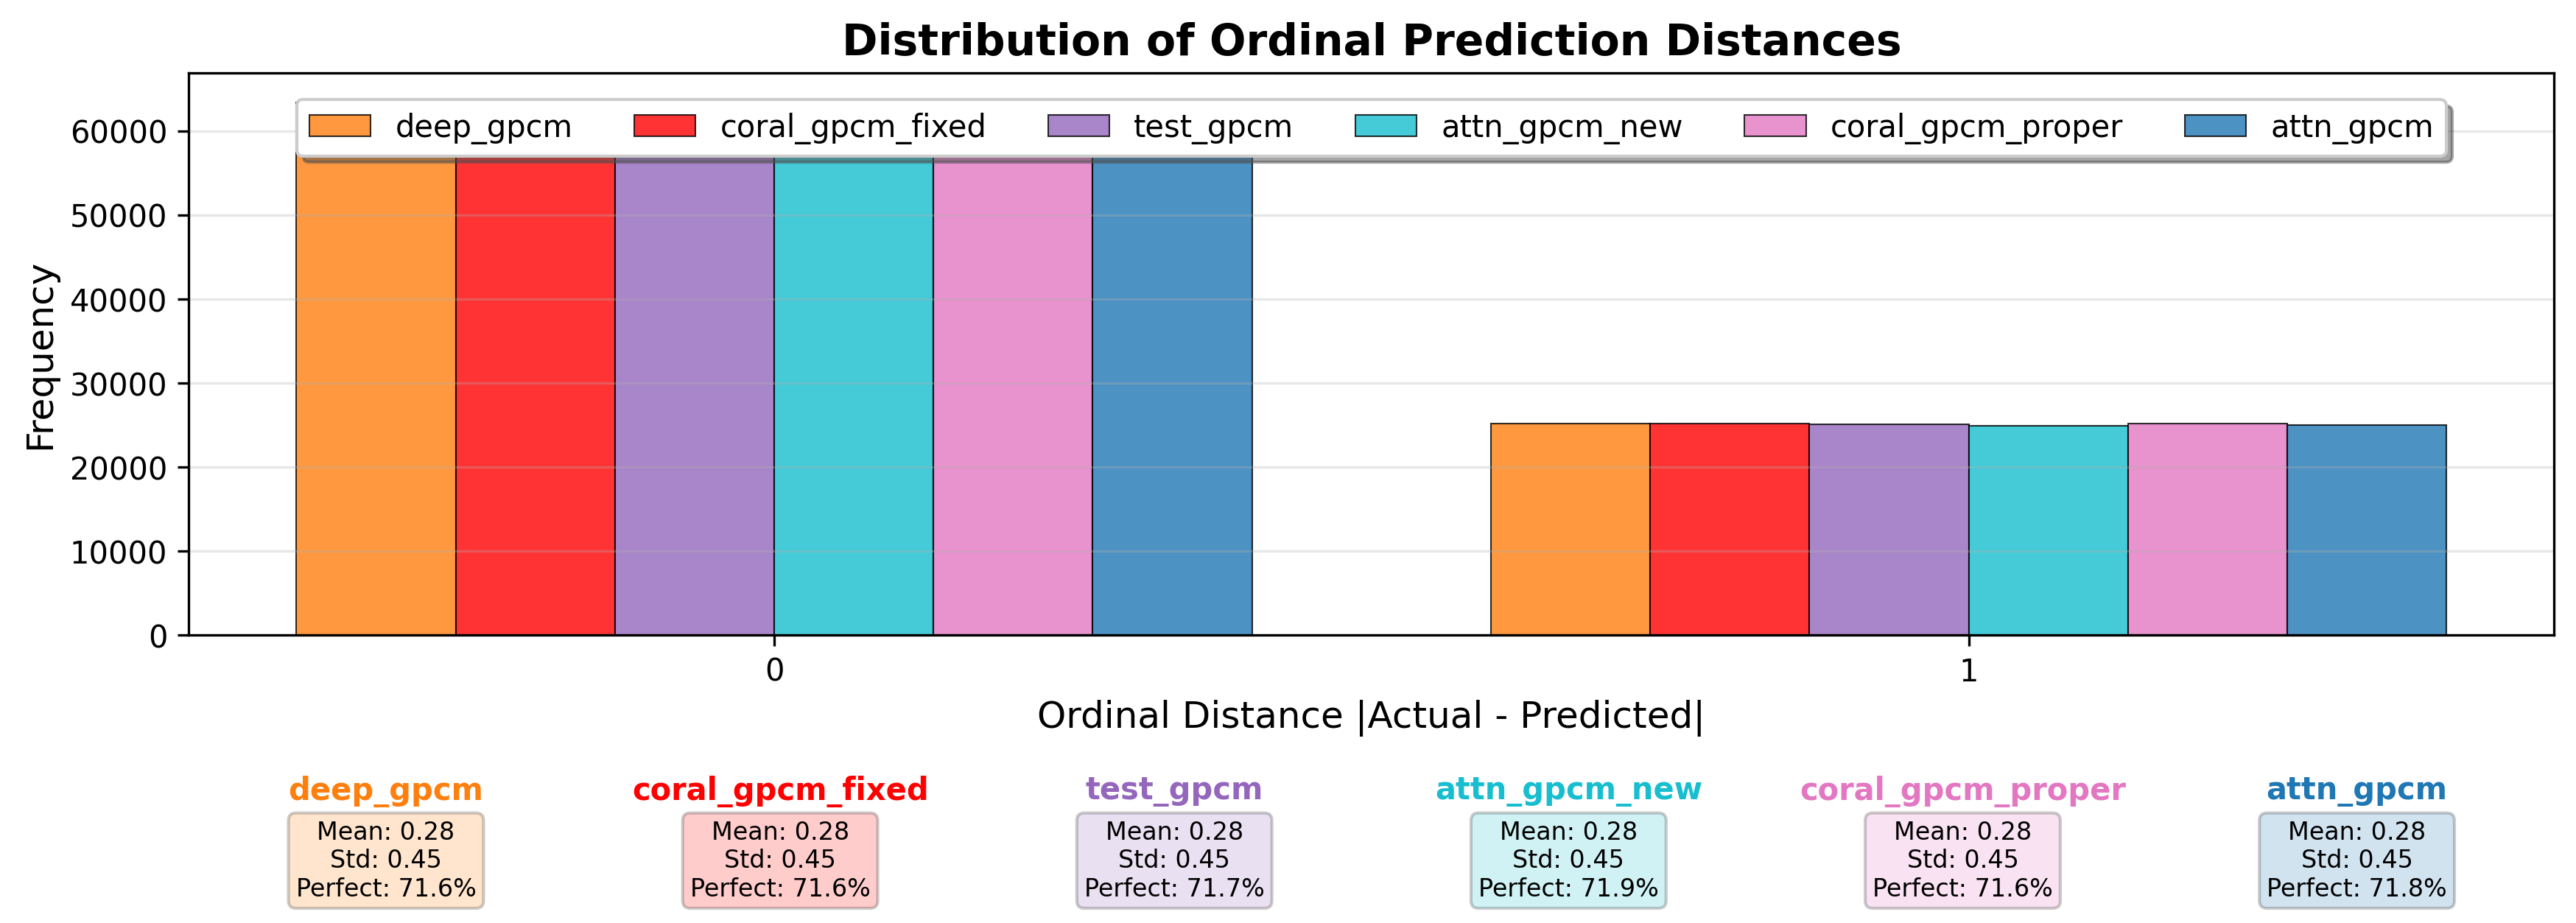 Distribution of Ordinal Prediction Distances
deep_gpcm coral_gpcm_fixed test_gpcm attn_gpcm_new coral_gpcm_proper attn_gpcm
60000
50000
40000
30000
20000
10000
0
Frequency
0 1
Ordinal Distance |Actual - Predicted|
deep_gpcm coral_gpcm_fixed test_gpcm attn_gpcm_new coral_gpcm_proper attn_gpcm
Mean: 0.28 Mean: 0.28 Mean: 0.28 Mean: 0.28 Mean: 0.28 Mean: 0.28
Std: 0.45 Std: 0.45 Std: 0.45 Std: 0.45 Std: 0.45 Std: 0.45
Perfect: 71.6% Perfect: 71.6% Perfect: 71.7% Perfect: 71.9% Perfect: 71.6% Perfect: 71.8%